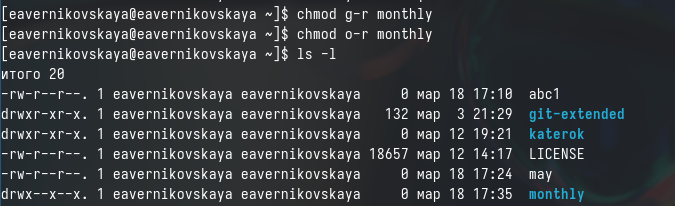 [eavernikovskaya@eavernikovskaya ~]$ chmod g-r monthly
[eavernikovskaya@eavernikovskaya ~]$ chmod o-r monthly
[eavernikovskaya@eavernikovskaya ~]$ ls -l
итого 20
-rw-r--r--. 1 eavernikovskaya eavernikovskaya     0 мар 18 17:10  abc1
drwxr-xr-x. 1 eavernikovskaya eavernikovskaya   132 мар  3 21:29  git-extended
drwxr-xr-x. 1 eavernikovskaya eavernikovskaya     0 мар 12 19:21  katerok
-rw-r--r--. 1 eavernikovskaya eavernikovskaya 18657 мар 12 14:17  LICENSE
-rw-r--r--. 1 eavernikovskaya eavernikovskaya     0 мар 18 17:24  may
drwx--x--x. 1 eavernikovskaya eavernikovskaya     0 мар 18 17:35  monthly